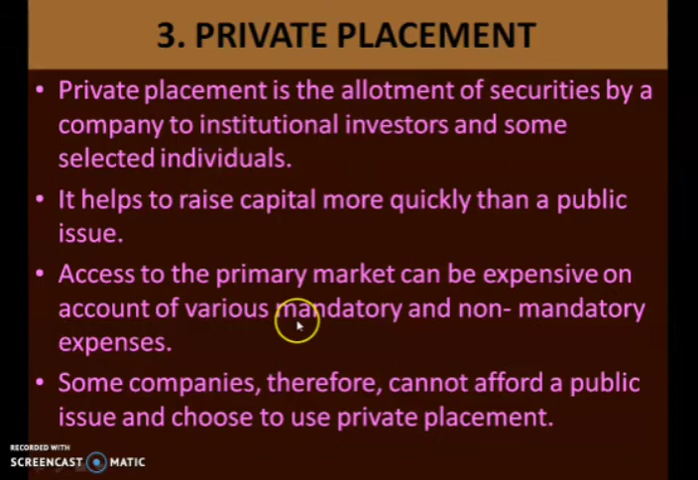 3. PRIVATE PLACEMENT
• Private placement is the allotment of securities by a
company to institutional investors and some
selected individuals.
• It helps to raise capital more quickly than a public
issue.
• Access to the primary market can be expensive on
account of various mandatory and non- mandatory
expenses.
• Some companies, therefore, cannot afford a public
issue and choose to use private placement.
RECORDED WITH
SCREENCAST MATIC